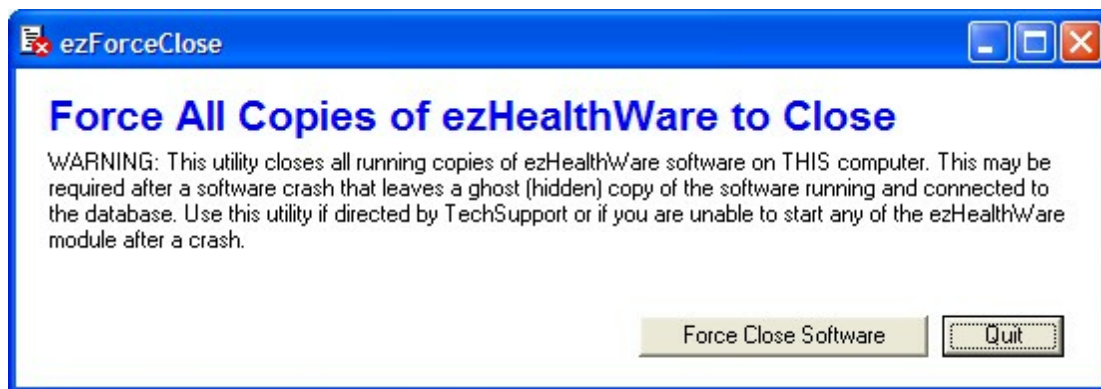 ezForceClose
Force All Copies of ezHealthWare to Close
WARNING: This utility closes all running copies of ezHealthWare software on THIS computer. This may be
required after a software crash that leaves a ghost (hidden) copy of the software running and connected to
the database. Use this utility if directed by TechSupport or if you are unable to start any of the ezHealthWare
module after a crash.
Force Close Software
Quit